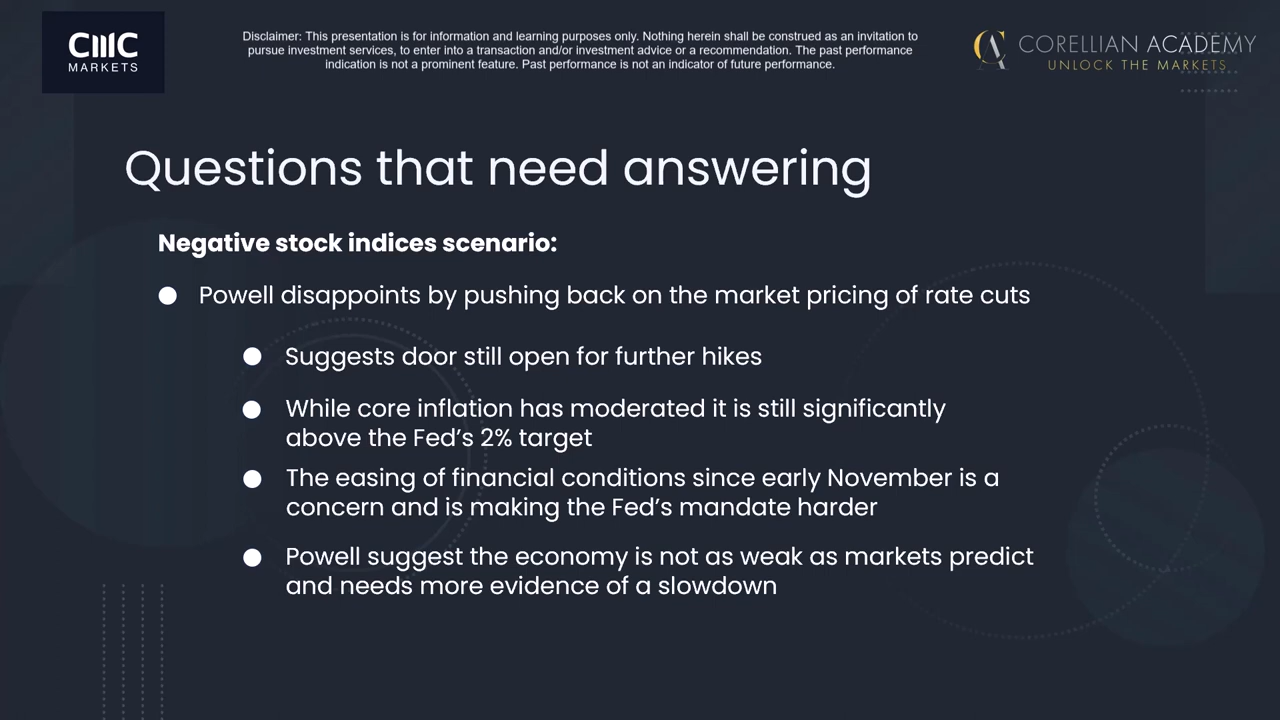 CMC
MARKETS
Disclaimer: This presentation is for information and learning purposes only. Nothing herein shall be construed as an invitation to
pursue investment services, to enter into a transaction and/or investment advice or a recommendation. The past performance
indication is not a prominent feature. Past performance is not an indicator of future performance.
CA CORELLIAN ACADEMY
UNLOCK THE MARKETS
Questions that need answering
Negative stock indices scenario:
Powell disappoints by pushing back on the market pricing of rate cuts
Suggests door still open for further hikes
While core inflation has moderated it is still significantly
above the Fed’s 2% target
The easing of financial conditions since early November is a
concern and is making the Fed’s mandate harder
Powell suggest the economy is not as weak as markets predict
and needs more evidence of a slowdown